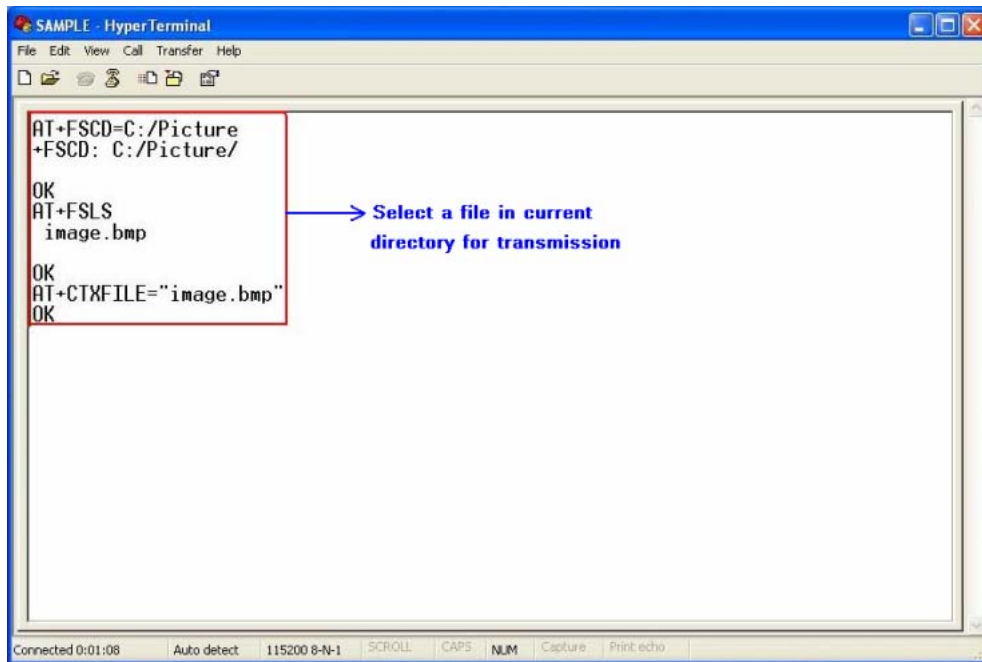 SAMPLE - HyperTerminal
File Edit View Call Transfer Help
AT+FSCD=C:/Picture
+FSCD: C:/Picture/
OK
AT+FSLS
image.bmp
OK
AT+CTXFILE="image.bmp"
OK
Select a file in current
directory for transmission
Connected 0:01:08 Auto detect 115200 8-N-1 SCROLL CAPS NUM Capture Print echo